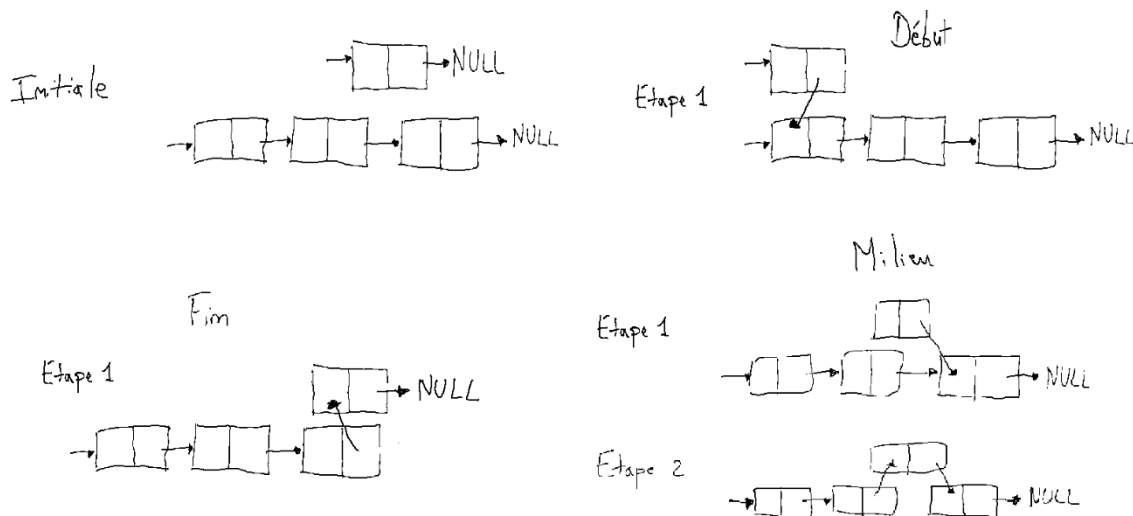 Initiale
NULL
NULL
Début
Etape 1
NULL
Fin
Etape 1
NULL
Milieu
Etape 1
NULL
Etape 2
NULL